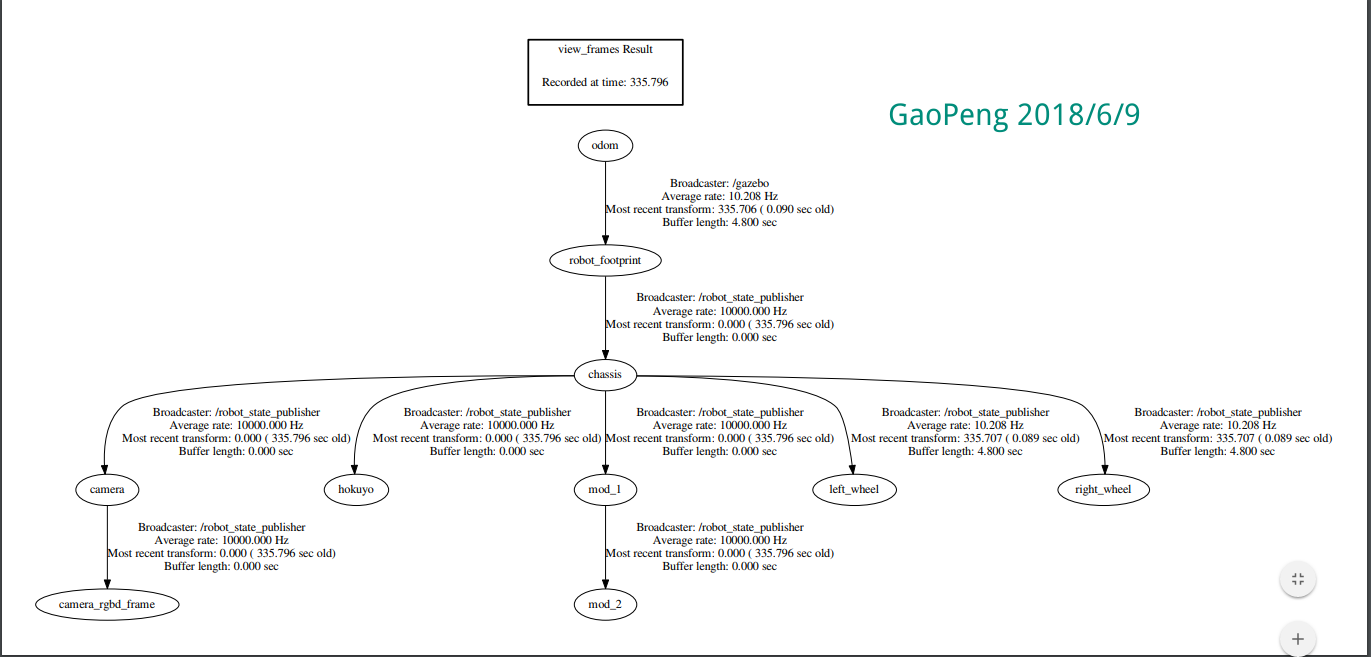 view_frames Result
Recorded at time: 335.796
GaoPeng 2018/6/9
odom
Broadcaster: /gazebo
Average rate: 10.208 Hz
Most recent transform: 335.706 ( 0.090 sec old)
Buffer length: 4.800 sec
robot_footprint
Broadcaster: /robot_state_publisher
Average rate: 10000.000 Hz
Most recent transform: 0.000 ( 335.796 sec old)
Buffer length: 0.000 sec
chassis
Broadcaster: /robot_state_publisher
Average rate: 10000.000 Hz
Most recent transform: 0.000 ( 335.796 sec old)
Buffer length: 0.000 sec
Broadcaster: /robot_state_publisher
Average rate: 10000.000 Hz
Most recent transform: 0.000 ( 335.796 sec old)
Buffer length: 0.000 sec
Broadcaster: /robot_state_publisher
Average rate: 10000.000 Hz
Most recent transform: 0.000 ( 335.796 sec old)
Buffer length: 0.000 sec
Broadcaster: /robot_state_publisher
Average rate: 10.208 Hz
Most recent transform: 335.707 ( 0.089 sec old)
Buffer length: 4.800 sec
Broadcaster: /robot_state_publisher
Average rate: 10.208 Hz
Most recent transform: 335.707 ( 0.089 sec old)
Buffer length: 4.800 sec
camera
hokuyo
mod_1
left_wheel
right_wheel
Broadcaster: /robot_state_publisher
Average rate: 10000.000 Hz
Most recent transform: 0.000 ( 335.796 sec old)
Buffer length: 0.000 sec
Broadcaster: /robot_state_publisher
Average rate: 10000.000 Hz
Most recent transform: 0.000 ( 335.796 sec old)
Buffer length: 0.000 sec
camera_rgbd_frame
mod_2